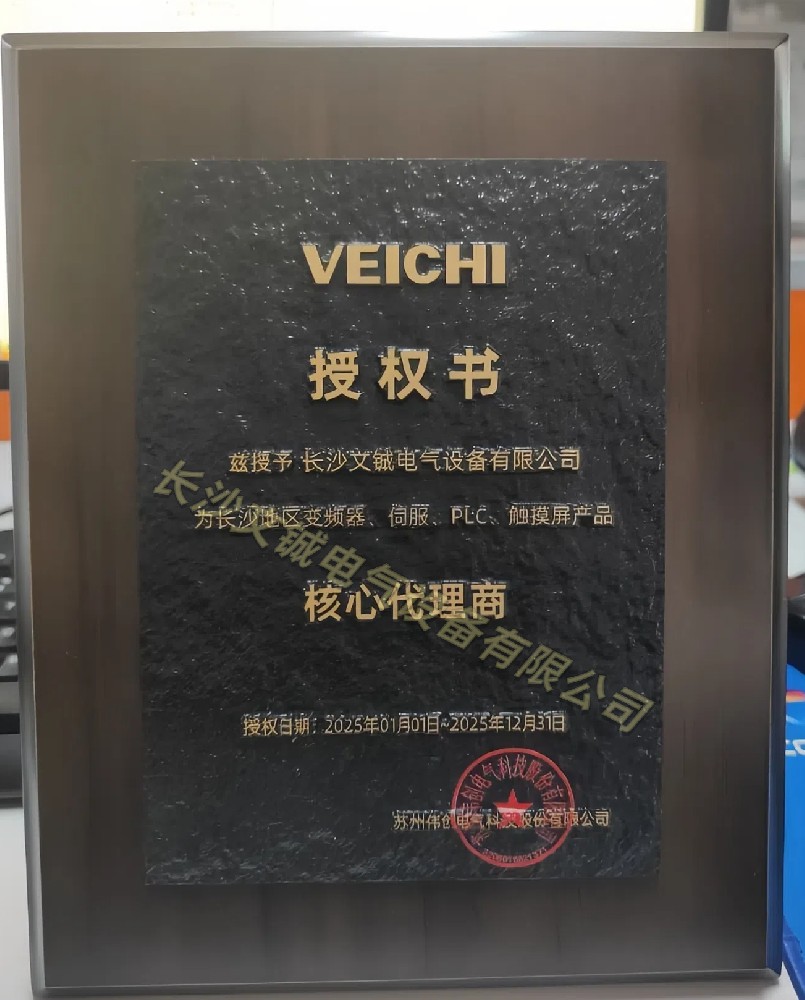 VEICHI
授权书
兹授予 长沙文铖电气设备有限公司
为长沙地区变频器、伺服、PLC、触摸屏产品
核心代理商
长沙文铖电气设备有限公司
授权日期：2025年01月01日~2025年12月31日
苏州伟创电气科技股份有限公司